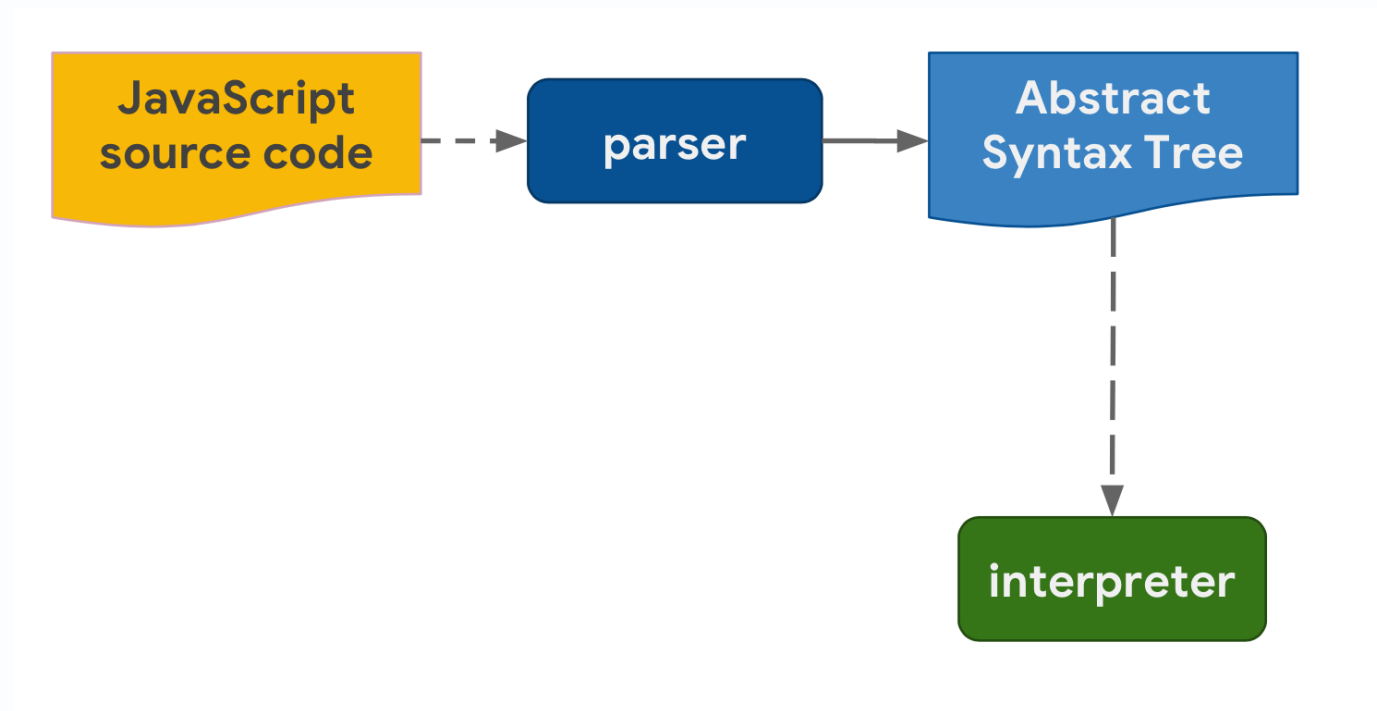 JavaScript
source code
parser
Abstract
Syntax Tree
interpreter